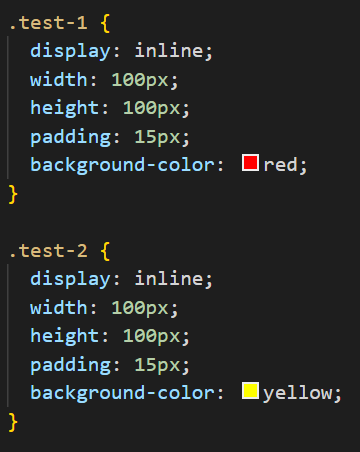 .test-1 {
display: inline;
width: 100px;
height: 100px;
padding: 15px;
background-color: red;
}
.test-2 {
display: inline;
width: 100px;
height: 100px;
padding: 15px;
background-color: yellow;
}